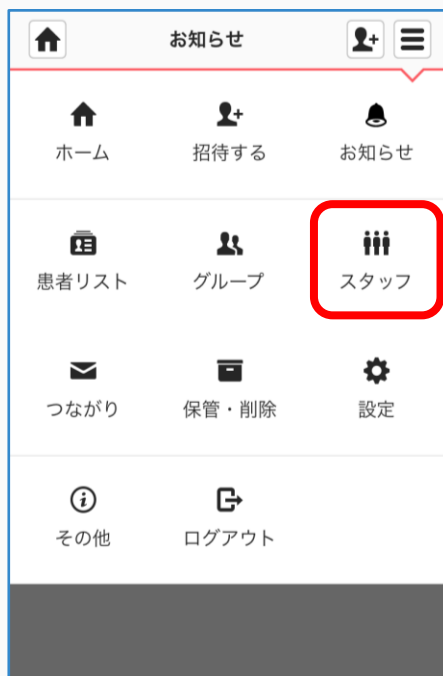 お知らせ
ホーム 招待する お知らせ
患者リスト グループ スタッフ
つながり 保管・削除 設定
その他 ログアウト